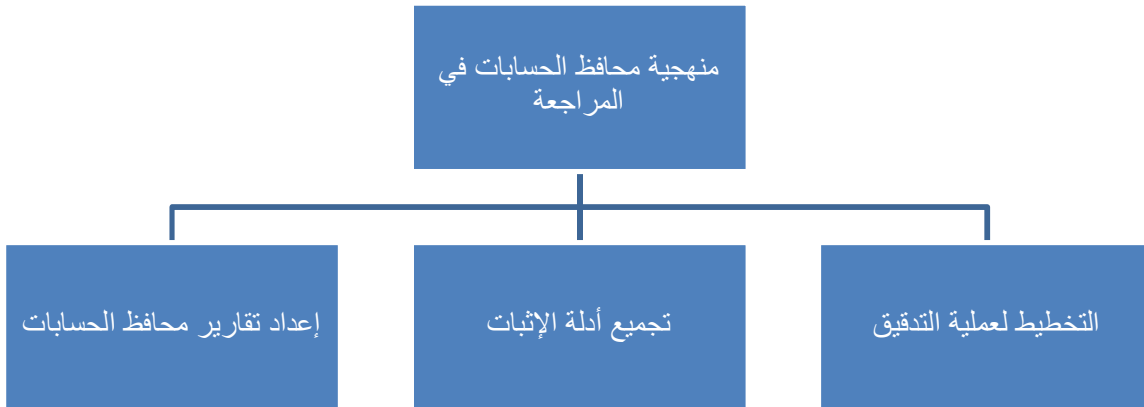 منهجية محافظ الحسابات في
المراجعة
التخطيط لعملية التدقيق
تجميع أدلة الإثبات
إعداد تقارير محافظ الحسابات